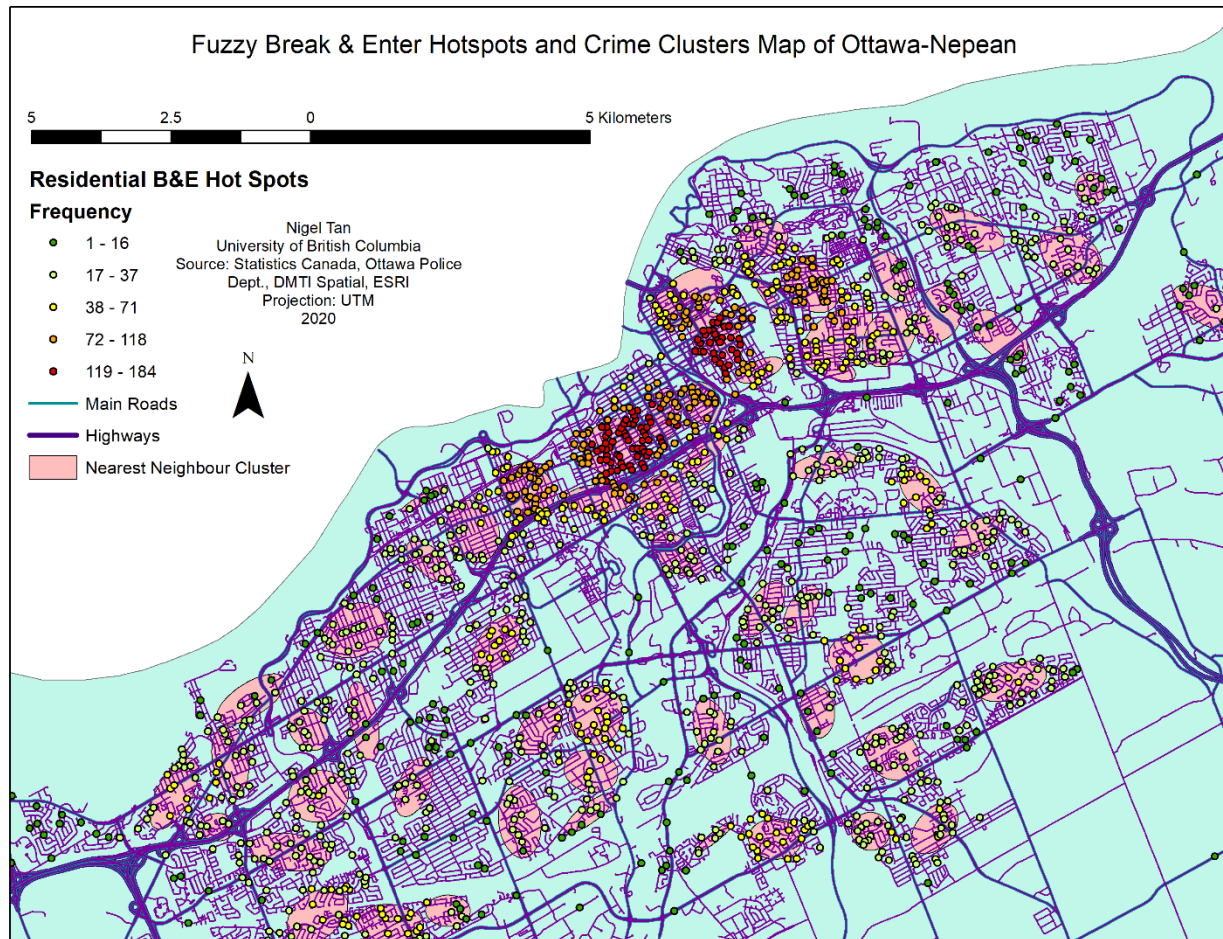 Fuzzy Break & Enter Hotspots and Crime Clusters Map of Ottawa-Nepean
5 2.5 0 5 Kilometers
Residential B&E Hot Spots
Frequency
1 - 16
17 - 37
38 - 71
72 - 118
119 - 184
Main Roads
Highways
Nearest Neighbour Cluster
Nigel Tan
University of British Columbia
Source: Statistics Canada, Ottawa Police
Dept., DMTI Spatial, ESRI
Projection: UTM
2020
N